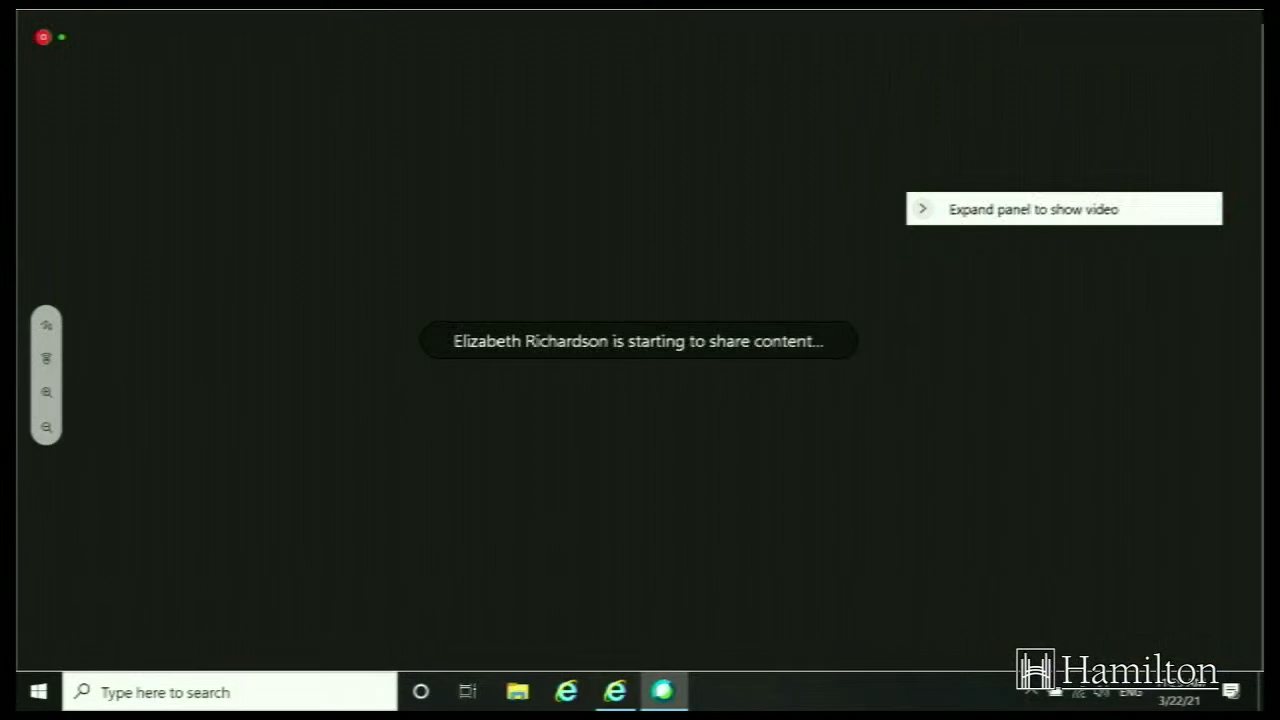 Expand panel to show video
Elizabeth Richardson is starting to share content...
Hamilton
Type here to search
ENG
3/22/21